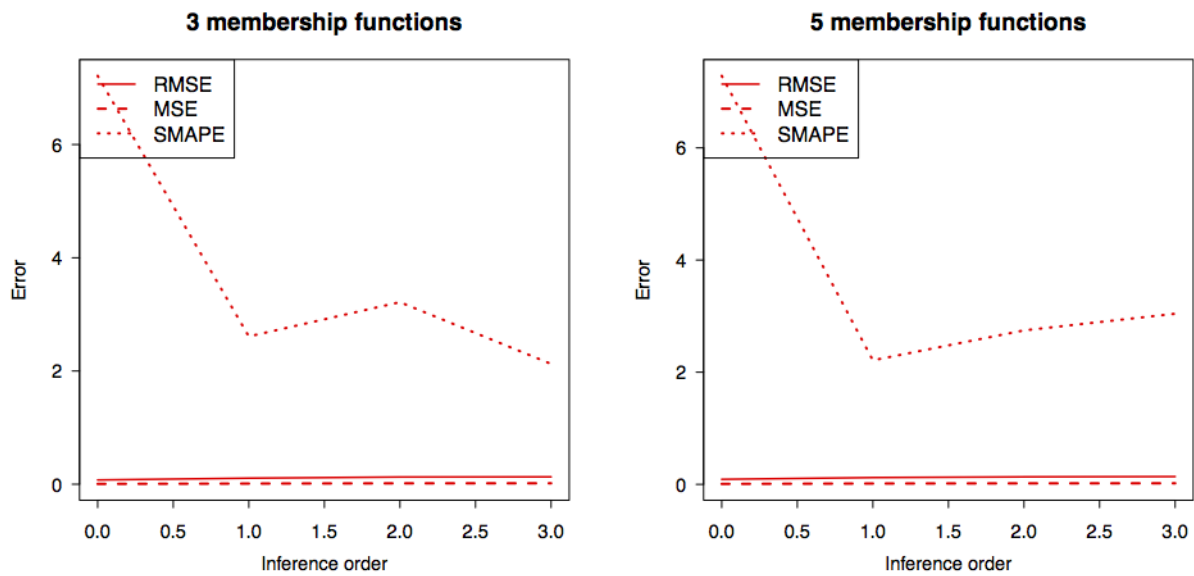 3 membership functions
RMSE
MSE
SMAPE
6
4
2
0
Error
0.0 0.5 1.0 1.5 2.0 2.5 3.0
Inference order
5 membership functions
RMSE
MSE
SMAPE
6
4
2
0
Error
0.0 0.5 1.0 1.5 2.0 2.5 3.0
Inference order